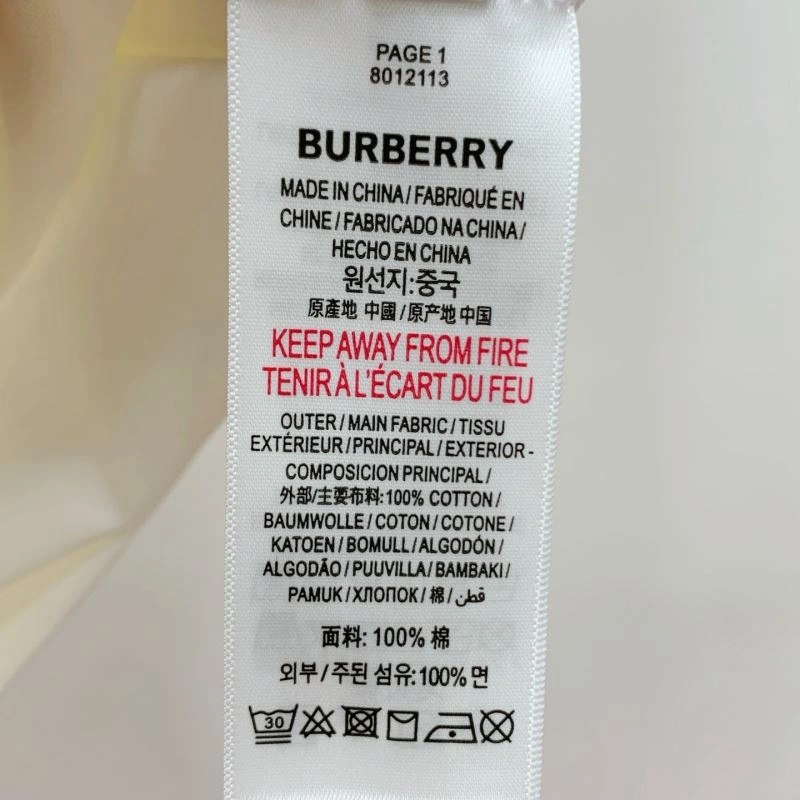 PAGE 1
8012113
BURBERRY
MADE IN CHINA / FABRIQUÉ EN
CHINE / FABRICADO NA CHINA /
HECHO EN CHINA
원선지:중국
原產地 中國 / 原产地 中国
KEEP AWAY FROM FIRE
TENIR À L'ÉCART DU FEU
OUTER / MAIN FABRIC / TISSU
EXTÉRIEUR / PRINCIPAL / EXTERIOR -
COMPOSICION PRINCIPAL /
外部/主要布料: 100% COTTON /
BAUMWOLLE / COTON / COTONE /
KATOEN / BOMULL / ALGODÓN /
ALGODÃO / PUUVILLA / BAMBAKI /
PAMUK / ХЛОПОК / 棉 / قطن
面料: 100% 棉
외부 / 주된 섬유: 100% 면
30